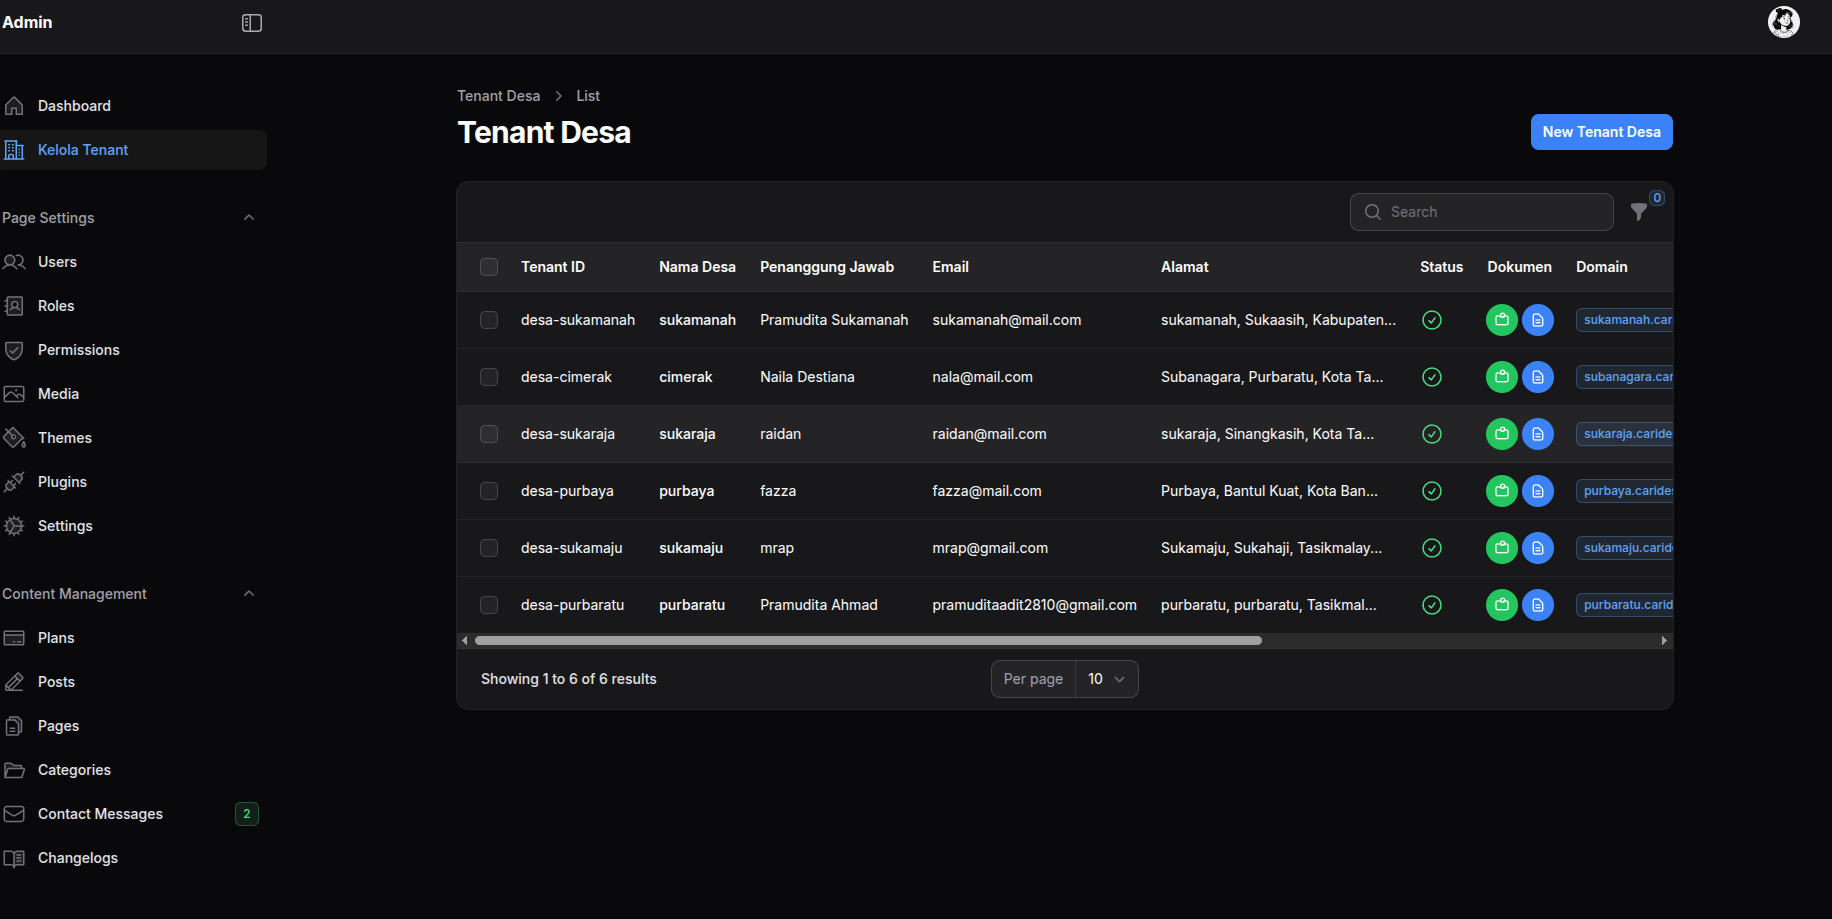 Admin
Dashboard
Kelola Tenant
Page Settings
Users
Roles
Permissions
Media
Themes
Plugins
Settings
Content Management
Plans
Posts
Pages
Categories
Contact Messages 2
Changelogs
Tenant Desa > List
Tenant Desa
New Tenant Desa
Search
0
Tenant ID Nama Desa Penanggung Jawab Email Alamat Status Dokumen Domain
desa-sukamanah sukamanah Pramudita Sukamanah sukamanah@mail.com sukamanah, Sukaasih, Kabupaten... sukamanah.car
desa-cimerak cimerak Naila Destiana nala@mail.com Subanagara, Purbaratu, Kota Ta... subanagara.car
desa-sukaraja sukaraja raidan raidan@mail.com sukaraja, Sinangkasih, Kota Ta... sukaraja.caride
desa-purbaya purbaya fazza fazza@mail.com Purbaya, Bantul Kuat, Kota Ban... purbaya.carides
desa-sukamaju sukamaju mrap mrap@gmail.com Sukamaju, Sukahaji, Tasikmalay... sukamaju.carid
desa-purbaratu purbaratu Pramudita Ahmad pramuditaadit2810@gmail.com purbaratu, purbaratu, Tasikmal... purbaratu.carid
Showing 1 to 6 of 6 results
Per page 10